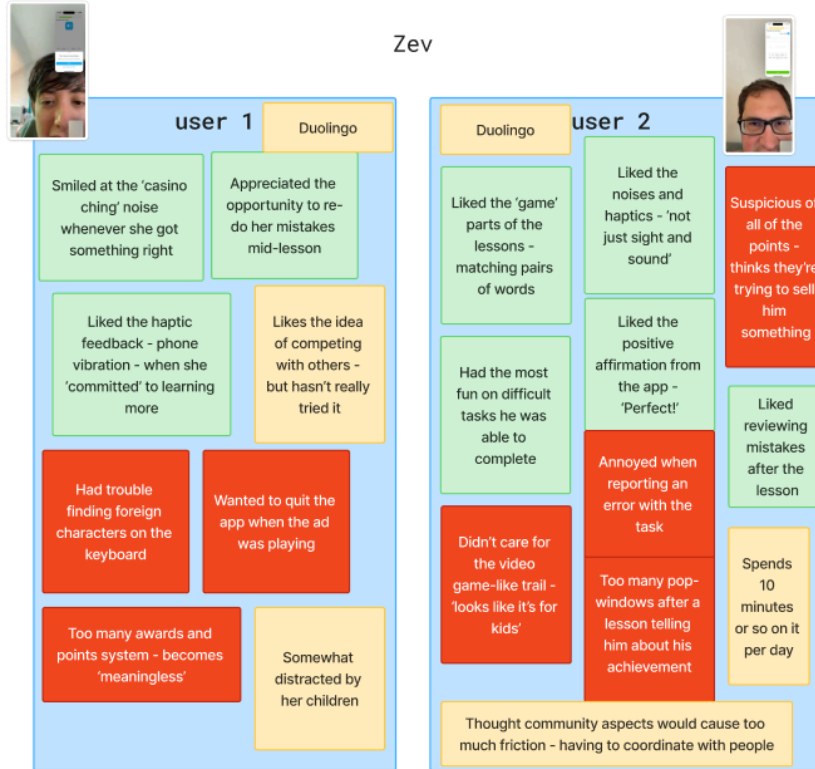 Zev
user 1
Duolingo
Smiled at the 'casino
ching' noise
whenever she got
something right
Appreciated the
opportunity to re-
do her mistakes
mid-lesson
Liked the haptic
feedback - phone
vibration - when she
'committed' to learning
more
Likes the idea
of competing
with others -
but hasn't really
tried it
Had trouble
finding foreign
characters on the
keyboard
Wanted to quit the
app when the ad
was playing
Too many awards and
points system - becomes
'meaningless'
Somewhat
distracted by
her children
Duolingo
user 2
Liked the 'game'
parts of the
lessons -
matching pairs
of words
Liked the
noises and
haptics - 'not
just sight and
sound'
Suspicious of
all of the
points -
thinks they're
trying to sell
him
something
Had the most
fun on difficult
tasks he was
able to
complete
Liked the
positive
affirmation from
the app -
'Perfect!'
Liked
reviewing
mistakes
after the
lesson
Didn't care for
the video
game-like trail -
'looks like it's for
kids'
Annoyed when
reporting an
error with the
task
Too many pop-
windows after a
lesson telling
him about his
achievement
Spends
10
minutes
or so on it
per day
Thought community aspects would cause too
much friction - having to coordinate with people